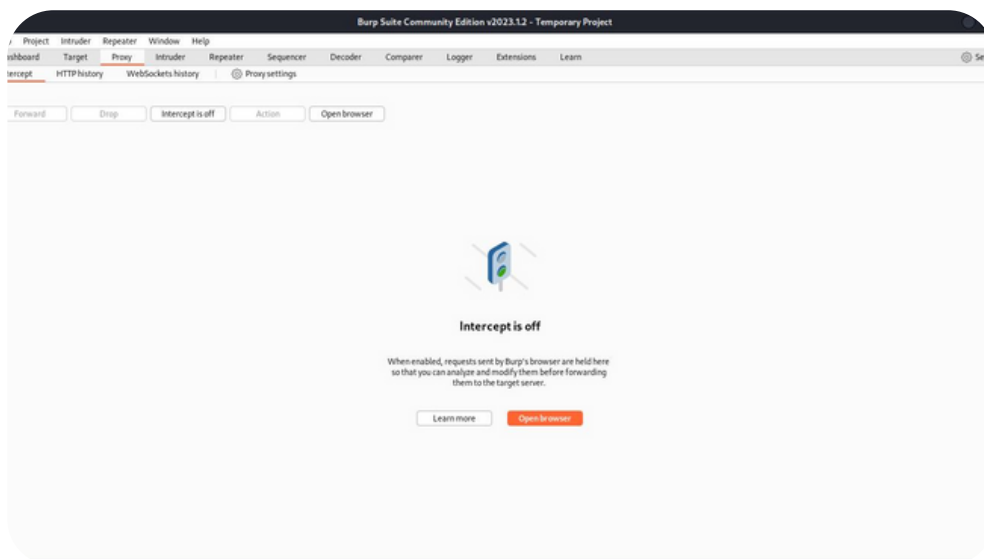 Burp Suite Community Edition v2023.1.2 - Temporary Project
Project Intruder Repeater Window Help
shboard Target Proxy Intruder Repeater Sequencer Decoder Comparer Logger Extensions Learn Se
tercept HTTP history WebSockets history Proxy settings
Forward Drop Intercept is off Action Open browser
Intercept is off
When enabled, requests sent by Burp's browser are held here
so that you can analyze and modify them before forwarding
them to the target server.
Learn more Open browser